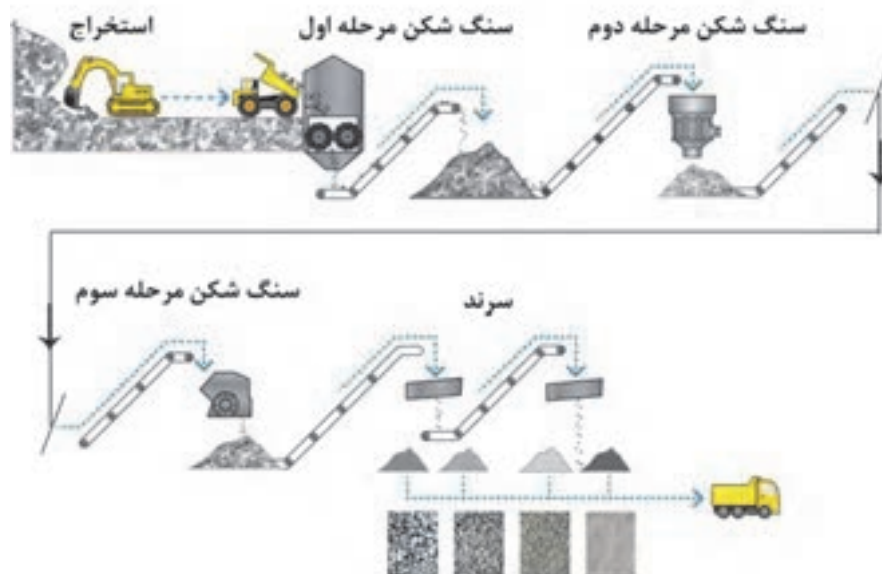 استخراج
سنگ شکن مرحله اول
سنگ شکن مرحله دوم
سنگ شکن مرحله سوم
سرند